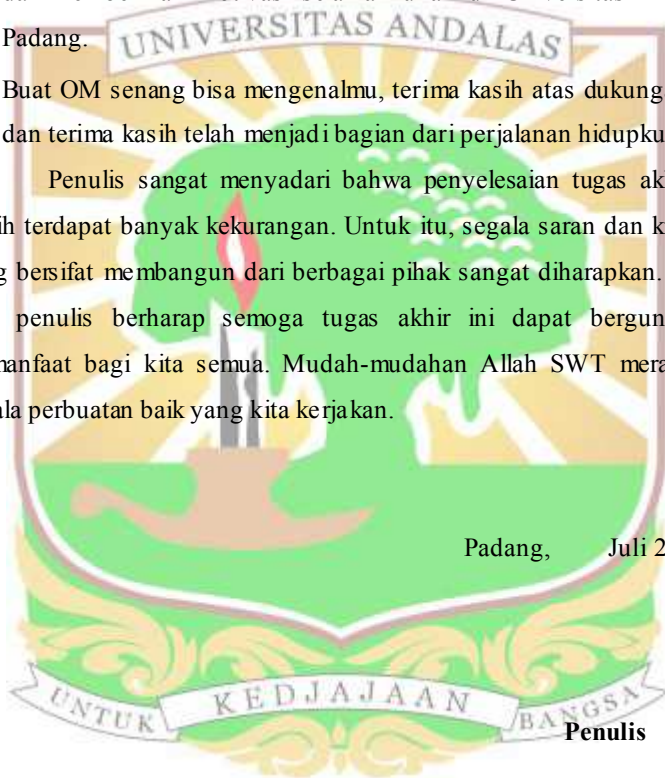 Padang.
UNIVERSITAS ANDALAS
Buat OM senang bisa mengenalmu, terima kasih atas dukung
dan terima kasih telah menjadi bagian dari perjalanan hidupku
Penulis sangat menyadari bahwa penyelesaian tugas ak
ih terdapat banyak kekurangan. Untuk itu, segala saran dan k
g bersifat membangun dari berbagai pihak sangat diharapkan.
penulis berharap semoga tugas akhir ini dapat bergun
manfaat bagi kita semua. Mudah-mudahan Allah SWT mera
ala perbuatan baik yang kita kerjakan.
Padang, Juli 2
UNTUK KEDJAJAAN BANGSA
Penulis